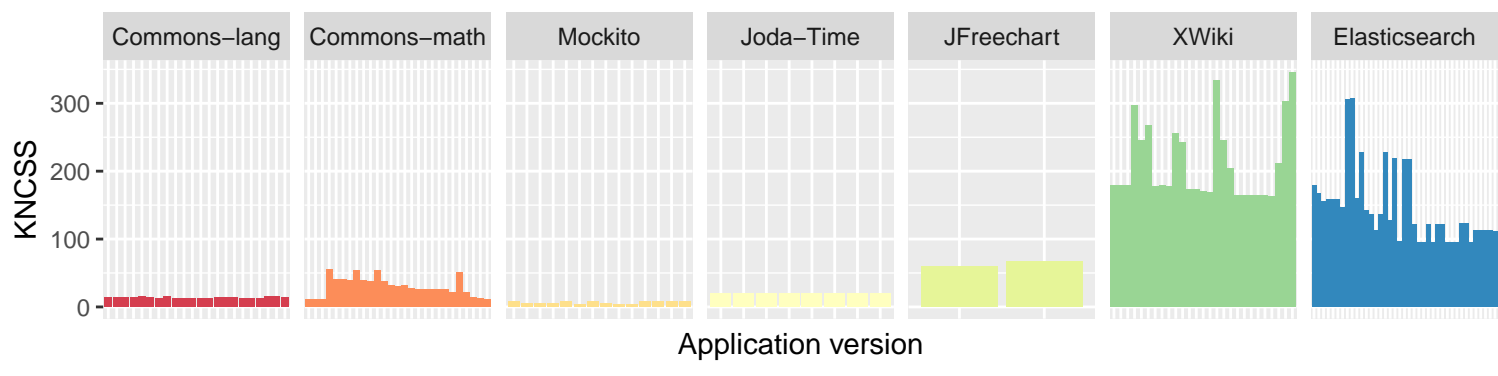 Commons−lang Commons−math Mockito Joda−Time JFreechart XWiki Elasticsearch
300
200
100
0
KNCSS
Application version